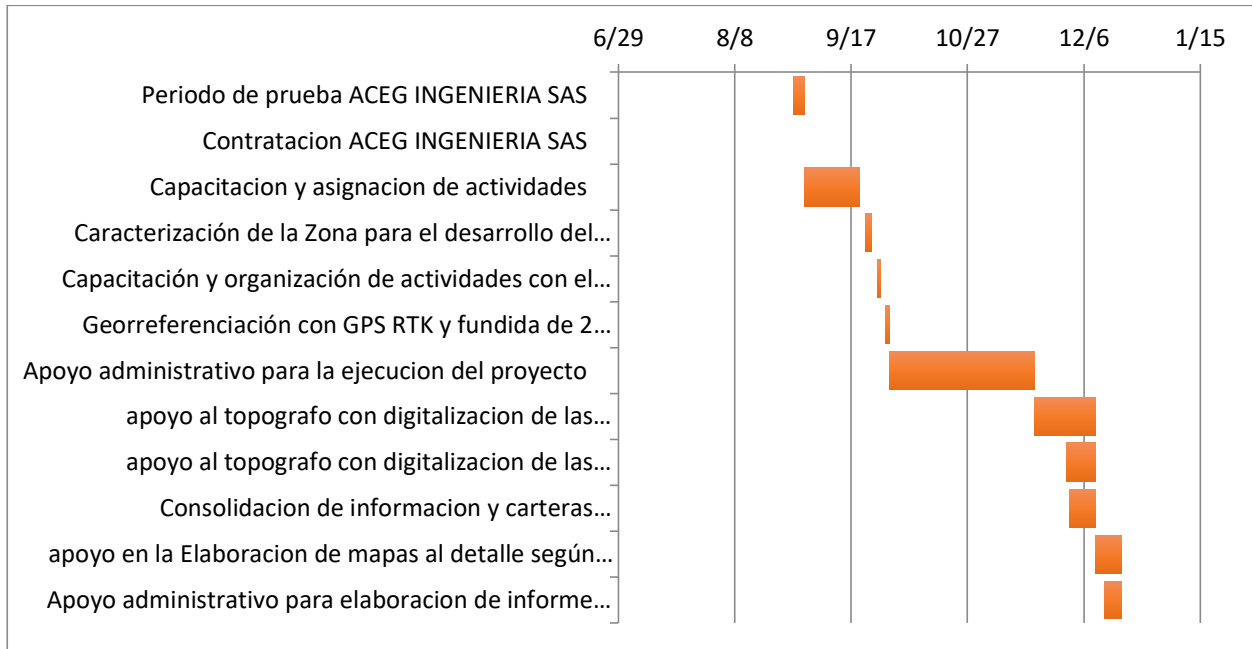 6/29 8/8 9/17 10/27 12/6 1/15
Periodo de prueba ACEG INGENIERIA SAS
Contratacion ACEG INGENIERIA SAS
Capacitacion y asignacion de actividades
Caracterización de la Zona para el desarrollo del...
Capacitación y organización de actividades con el...
Georreferenciación con GPS RTK y fundida de 2...
Apoyo administrativo para la ejecucion del proyecto
apoyo al topografo con digitalizacion de las...
apoyo al topografo con digitalizacion de las...
Consolidacion de informacion y carteras...
apoyo en la Elaboracion de mapas al detalle según...
Apoyo administrativo para elaboracion de informe...